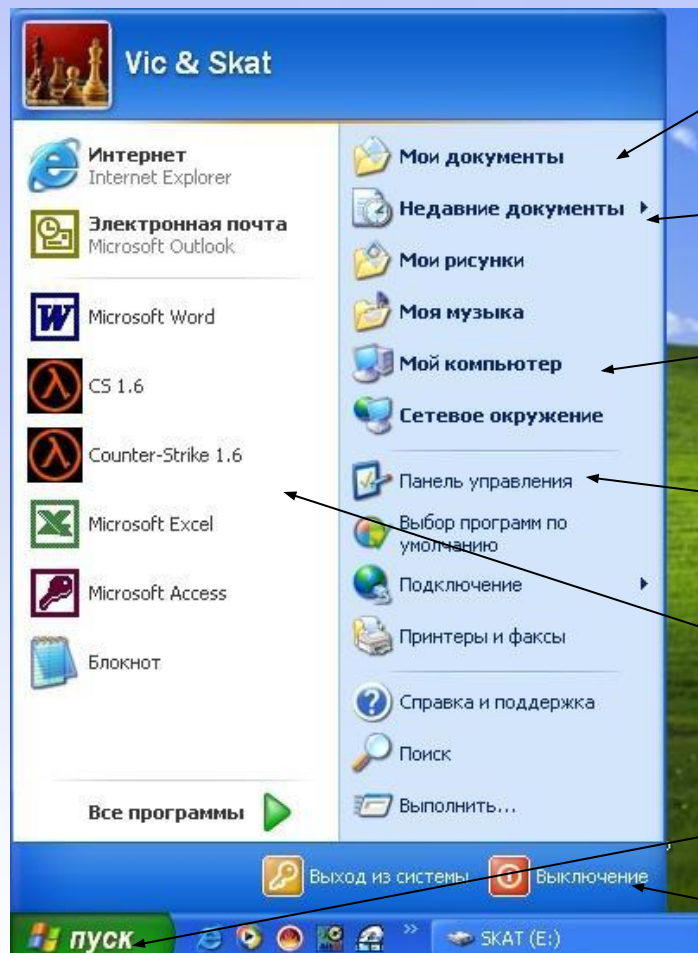 Vic & Skat
Интернет
Internet Explorer
Электронная почта
Microsoft Outlook
Microsoft Word
CS 1.6
Counter-Strike 1.6
Microsoft Excel
Microsoft Access
Блокнот
Все программы
Мои документы
Недавние документы
Мои рисунки
Моя музыка
Мой компьютер
Сетевое окружение
Панель управления
Выбор программ по
умолчанию
Подключение
Принтеры и факсы
Справка и поддержка
Поиск
Выполнить...
Выход из системы
Выключение
пуск
SKAT (E:)